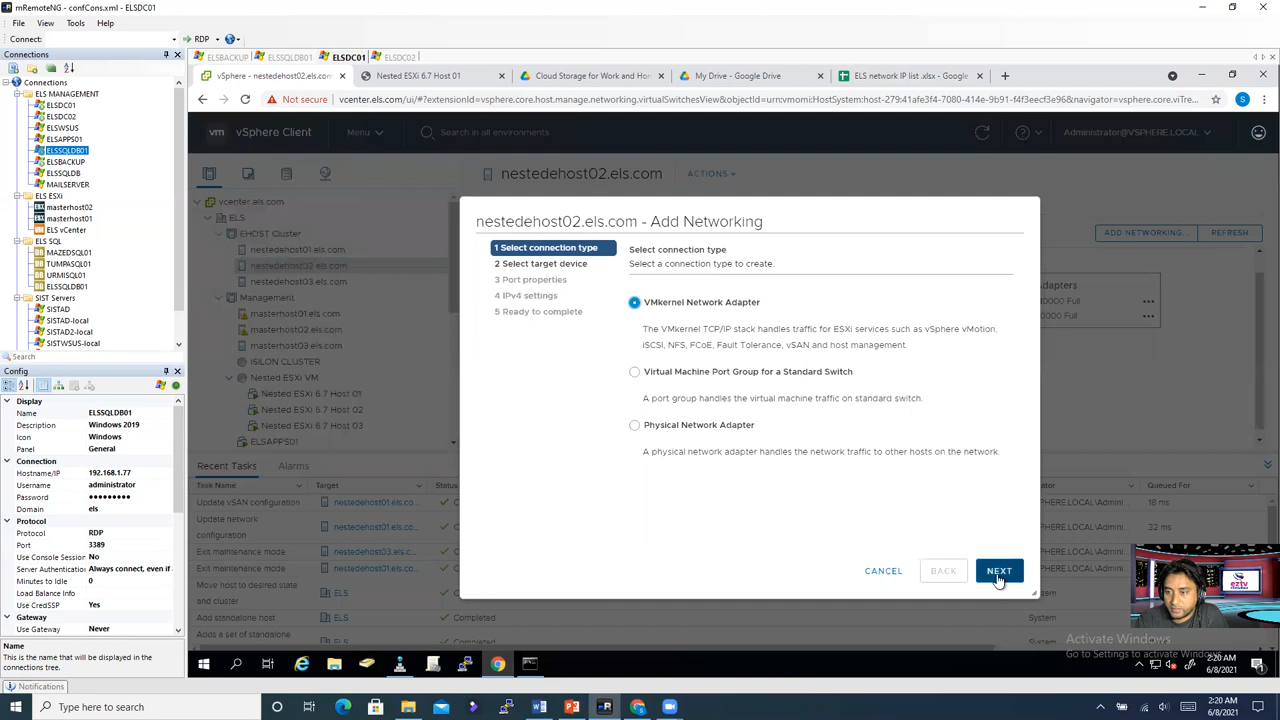 mRemoteNG - confCons.xml - ELSDC01
File View Tools Help
Connect: RDP
Connections
Connections
ELS MANAGEMENT
ELSDC01
ELSDC02
ELSWSUS
ELSAPPS01
ELSSQLDB01
ELSBACKUP
ELSSQLDB
MAILSERVER
ELS ESXi
masterhost02
masterhost01
ELS vCenter
ELS SQL
MAZEDSQL01
TUMPASQL01
URMISQL01
ELSSQLDB01
SIST Servers
SISTAD
SISTAD-local
SISTAD2-local
SISTWSUS-local
Search
Config
Display
Name ELSSQLDB01
Description Windows 2019
Icon Windows
Panel General
Connection
Hostname/IP 192.168.1.77
Username administrator
Password •••••••••
Domain els
Protocol
Protocol RDP
Port 3389
Use Console Session No
Server Authentication Always connect, even if
Minutes to Idle 0
Load Balance Info
Use CredSSP Yes
Gateway
Use Gateway Never
Name
This is the name that will be displayed in the connections tree.
Notifications
ELSBACKUP ELSSQLDB01 ELSDC01 ELSDC02
vSphere - nestedehost02.els.com
Nested ESXi 6.7 Host 01
Cloud Storage for Work and Hom
My Drive - Google Drive
ELS network IP list .xlsx - Google
Not secure vcenter.els.com/ui/#?extensionId=vsphere.core.host.manage.networking.virtualSwitchesView&objectId=urn:vmomi:HostSystem:host-279:41afe3f4-7080-414e-9b91-f4f3eecf3e96&navigator=vsphere.core.viTre...
vm vSphere Client Menu Search in all environments Administrator@VSPHERE.LOCAL
nestedehost02.els.com ACTIONS
vcenter.els.com
ELS
EHOST Cluster
nestedehost01.els.com
nestedehost02.els.com
nestedehost03.els.com
Management
masterhost01.els.com
masterhost02.els.com
masterhost03.els.com
ISILON CLUSTER
Nested ESXi VM
Nested ESXi 6.7 Host 01
Nested ESXi 6.7 Host 02
Nested ESXi 6.7 Host 03
ELSAPPS01
ADD NETWORKING... REFRESH
nestedehost02.els.com - Add Networking
1 Select connection type
2 Select target device
3 Port properties
4 IPv4 settings
5 Ready to complete
Select connection type
Select a connection type to create.
VMkernel Network Adapter
The VMkernel TCP/IP stack handles traffic for ESXi services such as vSphere vMotion,
iSCSI, NFS, FCoE, Fault Tolerance, vSAN and host management.
Virtual Machine Port Group for a Standard Switch
A port group handles the virtual machine traffic on standard switch.
Physical Network Adapter
A physical network adapter handles the network traffic to other hosts on the network.
CANCEL BACK NEXT
Recent Tasks Alarms
Task Name Target Status Queued For
Update vSAN configuration nestedehost01.els.co... 18 ms
Update network configuration nestedehost01.els.co... 32 ms
Exit maintenance mode nestedehost03.els.c...
Exit maintenance mode nestedehost01.els.co...
Move host to desired state and cluster ELS
Add standalone host ELS Completed System
Adds a set of standalone ELS Completed System
eztv
Activate Windows
Go to Settings to activate Windows
2:20 AM
6/8/2021
Type here to search
2:20 AM
6/8/2021